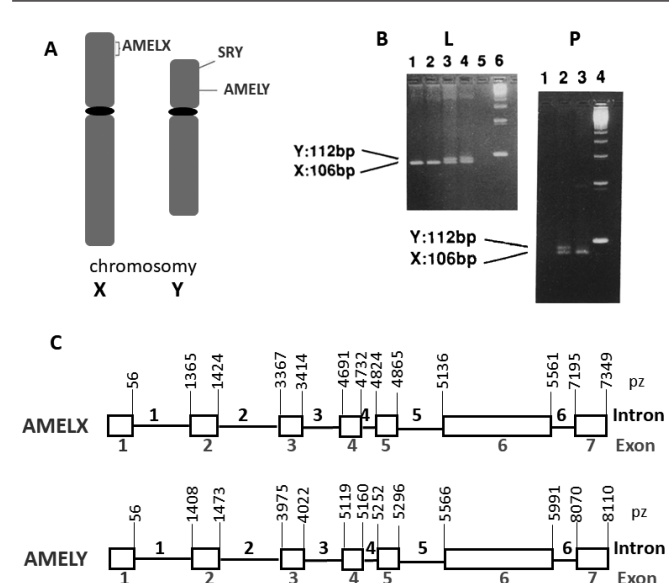 A
AMELX
SRY
AMELY
chromosomy
X Y
B L P
1 2 3 4 5 6
1 2 3 4
Y:112bp
X:106bp
Y:112bp
X:106bp
C
56 1365 1424 3367 3414 4691 4732 4824 4865 5136 5561 7195 7349 pz
1 2 3 4 5 6 Intron
AMELX
1 2 3 4 5 6 7 Exon
56 1408 1473 3975 4022 5119 5160 5252 5296 5566 5991 8070 8110 pz
1 2 3 4 5 6 Intron
AMELY
1 2 3 4 5 6 7 Exon